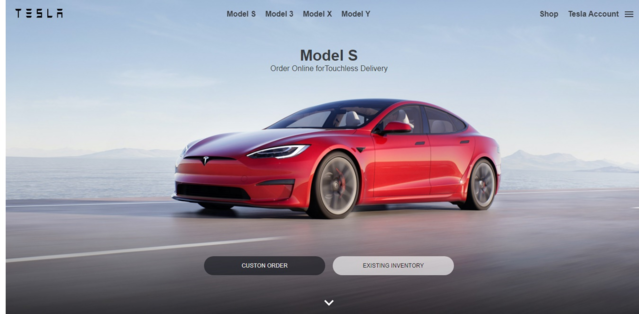 TESLA
Model S Model 3 Model X Model Y
Shop Tesla Account
Model S
Order Online forTouchless Delivery
CUSTON ORDER
EXISTING INVENTORY